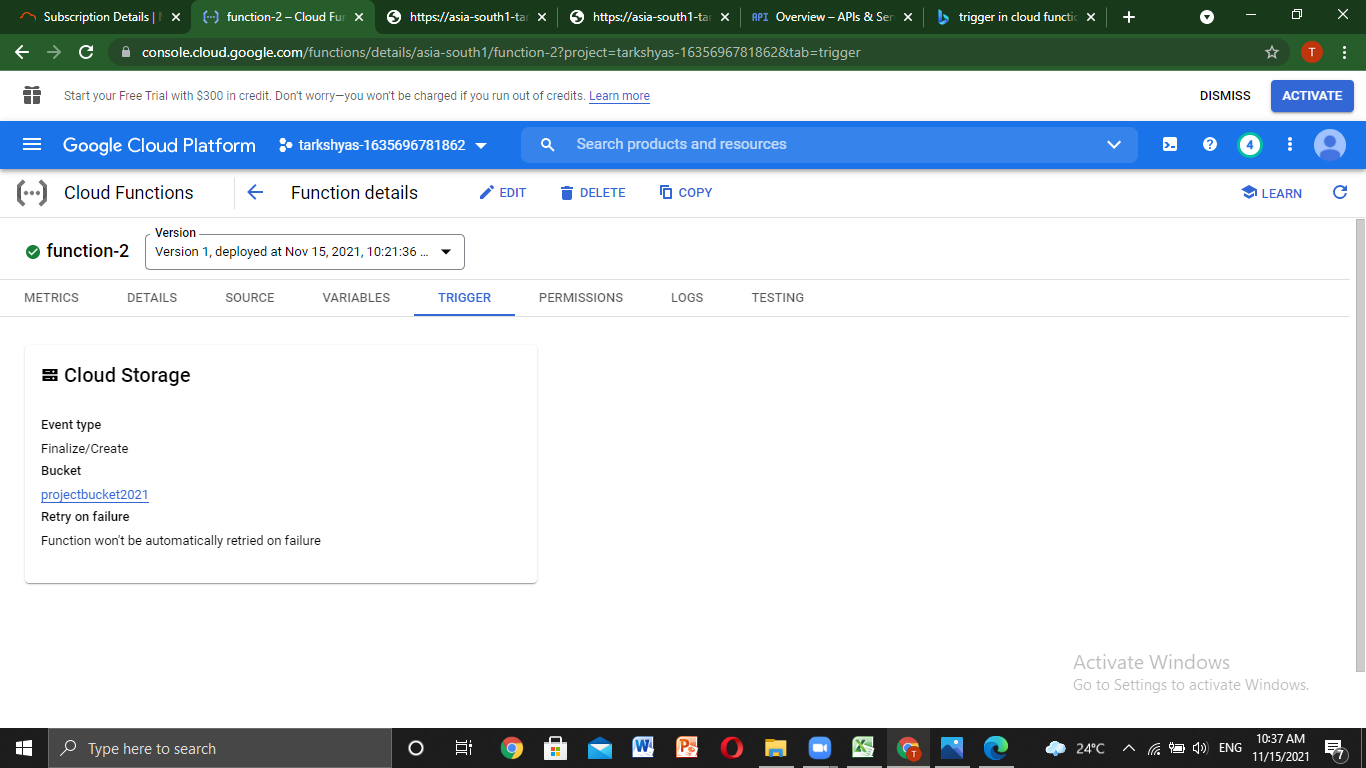 Subscription Details | N
function-2 – Cloud Fun
https://asia-south1-tar
https://asia-south1-tar
API Overview – APIs & Ser
trigger in cloud functio
console.cloud.google.com/functions/details/asia-south1/function-2?project=tarkshyas-1635696781862&tab=trigger
T
Start your Free Trial with $300 in credit. Don't worry—you won't be charged if you run out of credits. Learn more
DISMISS
ACTIVATE
Google Cloud Platform
tarkshyas-1635696781862
Search products and resources
4
Cloud Functions
Function details
EDIT
DELETE
COPY
LEARN
Version
function-2
Version 1, deployed at Nov 15, 2021, 10:21:36 ...
METRICS
DETAILS
SOURCE
VARIABLES
TRIGGER
PERMISSIONS
LOGS
TESTING
Cloud Storage
Event type
Finalize/Create
Bucket
projectbucket2021
Retry on failure
Function won't be automatically retried on failure
Activate Windows
Go to Settings to activate Windows.
Type here to search
24°C
ENG
10:37 AM
11/15/2021
7